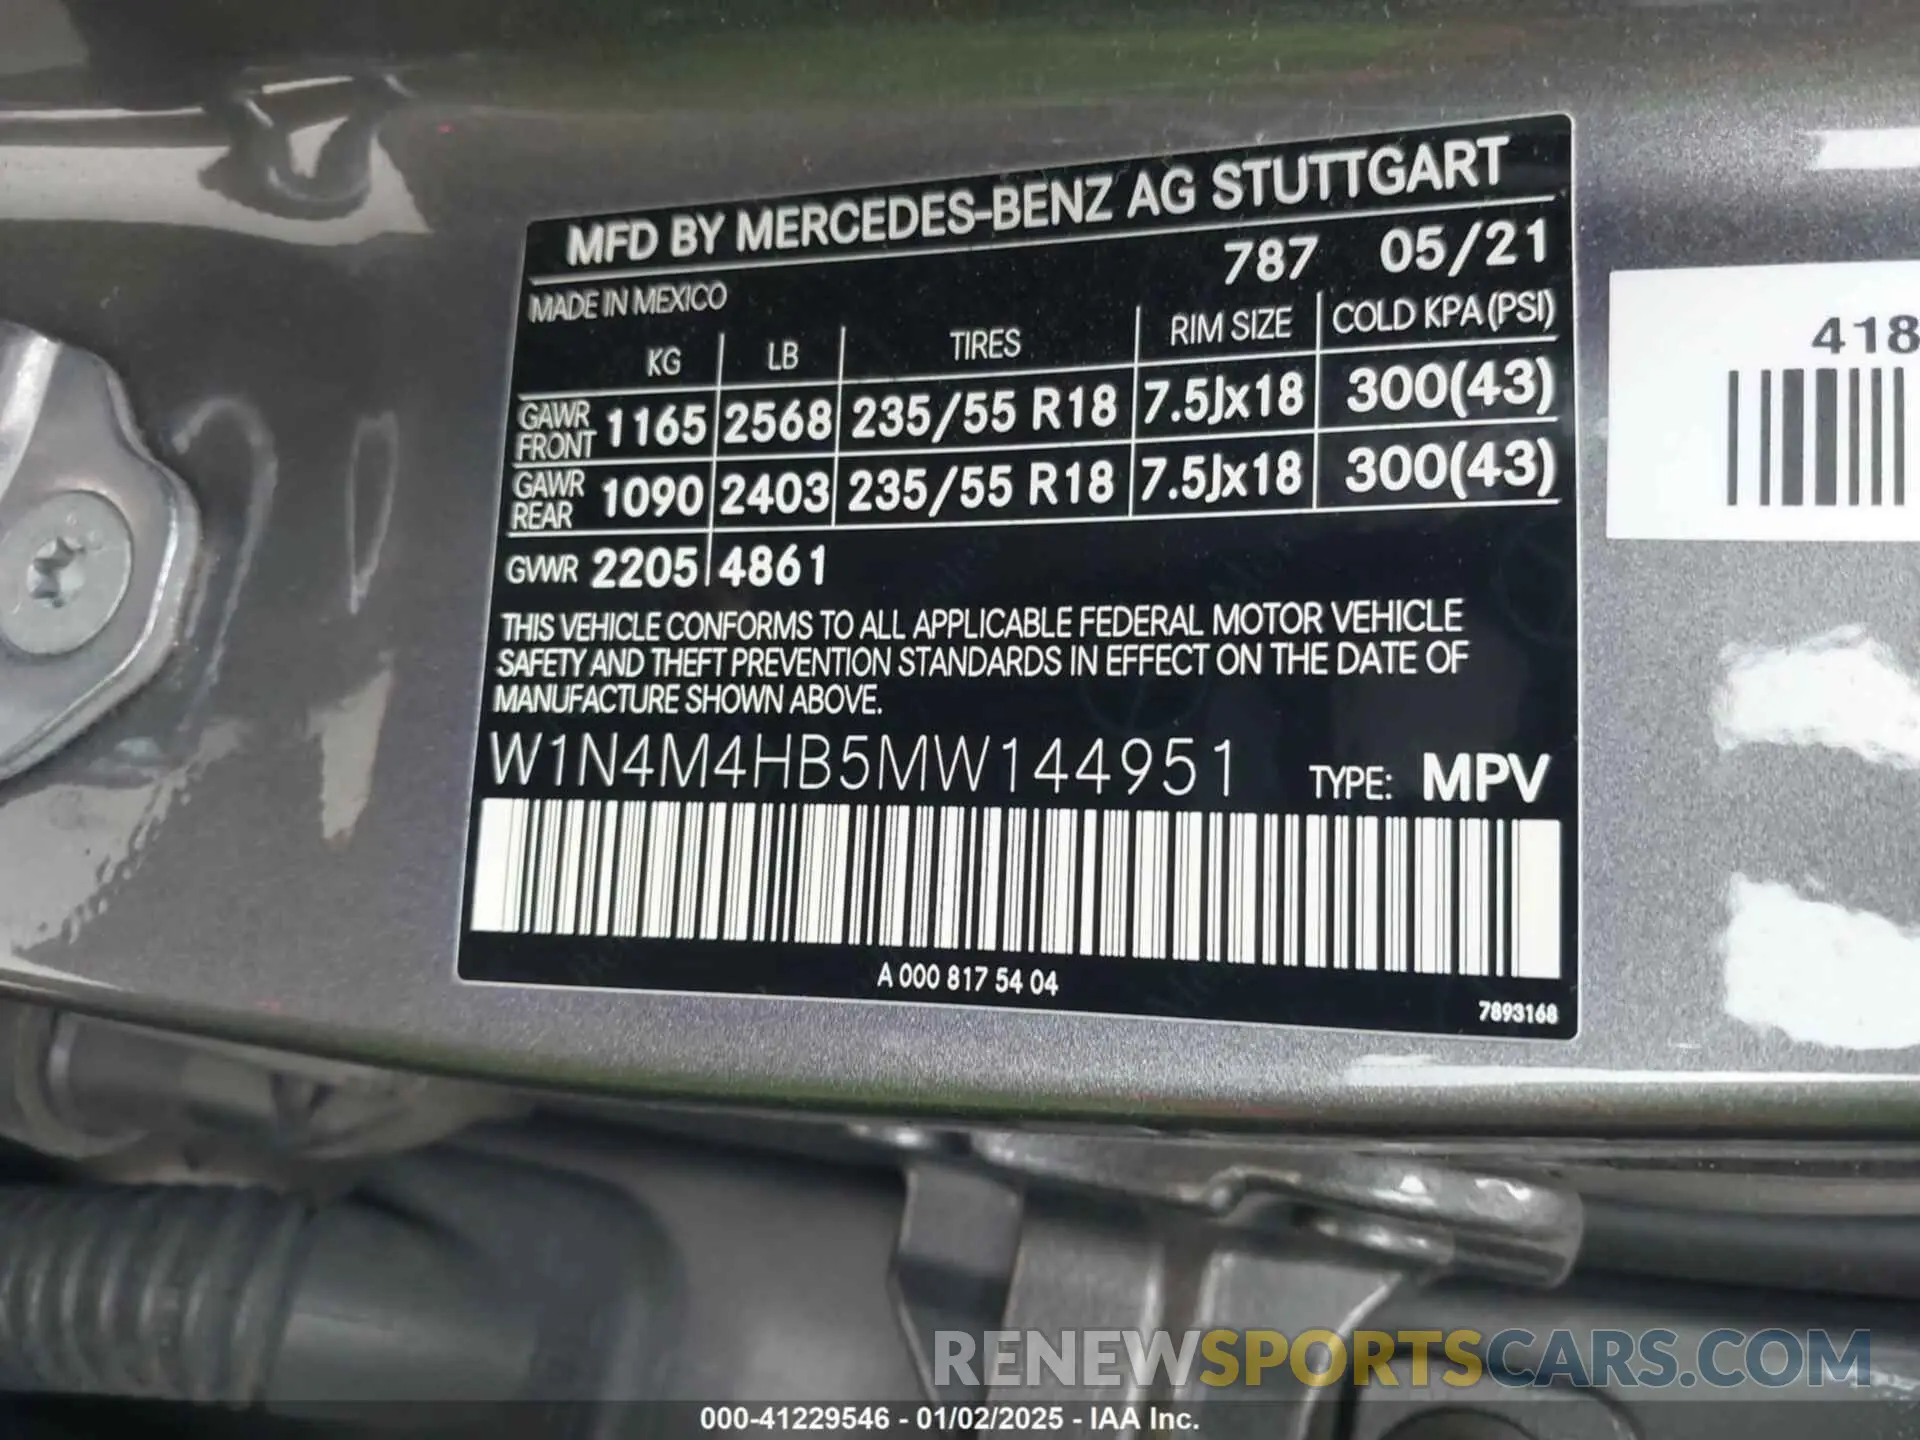 MFD BY MERCEDES-BENZ AG STUTTGART
MADE IN MEXICO 787 05/21
KG LB TIRES RIM SIZE COLD KPA (PSI)
GAWR FRONT 1165 2568 235/55 R18 7.5Jx18 300(43)
GAWR REAR 1090 2403 235/55 R18 7.5Jx18 300(43)
GVWR 2205 4861
THIS VEHICLE CONFORMS TO ALL APPLICABLE FEDERAL MOTOR VEHICLE
SAFETY AND THEFT PREVENTION STANDARDS IN EFFECT ON THE DATE OF
MANUFACTURE SHOWN ABOVE.
W1N4M4HB5MW144951 TYPE: MPV
A 000 817 54 04
7893168
418
RENEWSPORTSCARS.COM
000-41229546 - 01/02/2025 - IAA Inc.